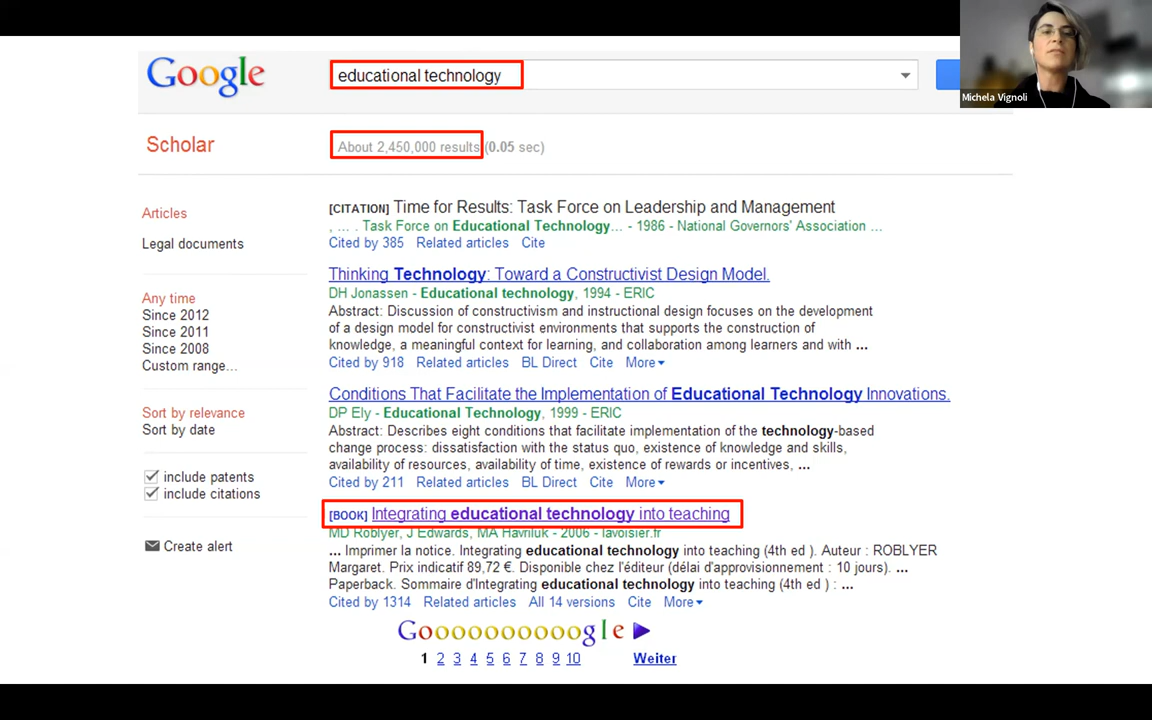 Google
educational technology
Michela Vignoli
Scholar
About 2,450,000 results (0.05 sec)
Articles
Legal documents
Any time
Since 2012
Since 2011
Since 2008
Custom range...
Sort by relevance
Sort by date
include patents
include citations
Create alert
[CITATION] Time for Results: Task Force on Leadership and Management
, ... . Task Force on Educational Technology... - 1986 - National Governors' Association ...
Cited by 385 Related articles Cite
Thinking Technology: Toward a Constructivist Design Model.
DH Jonassen - Educational technology, 1994 - ERIC
Abstract: Discussion of constructivism and instructional design focuses on the development
of a design model for constructivist environments that supports the construction of
knowledge, a meaningful context for learning, and collaboration among learners and with ...
Cited by 918 Related articles BL Direct Cite More
Conditions That Facilitate the Implementation of Educational Technology Innovations.
DP Ely - Educational Technology, 1999 - ERIC
Abstract: Describes eight conditions that facilitate implementation of the technology-based
change process: dissatisfaction with the status quo, existence of knowledge and skills,
availability of resources, availability of time, existence of rewards or incentives, ...
Cited by 211 Related articles BL Direct Cite More
[BOOK] Integrating educational technology into teaching
MD Roblyer, J Edwards, MA Havriluk - 2006 - lavoisier.fr
... Imprimer la notice. Integrating educational technology into teaching (4th ed ). Auteur : ROBLYER
Margaret. Prix indicatif 89,72 €. Disponible chez l'éditeur (délai d'approvisionnement : 10 jours). ...
Paperback. Sommaire d'Integrating educational technology into teaching (4th ed ) : ...
Cited by 1314 Related articles All 14 versions Cite More
Goooooooooogle
1 2 3 4 5 6 7 8 9 10 Weiter